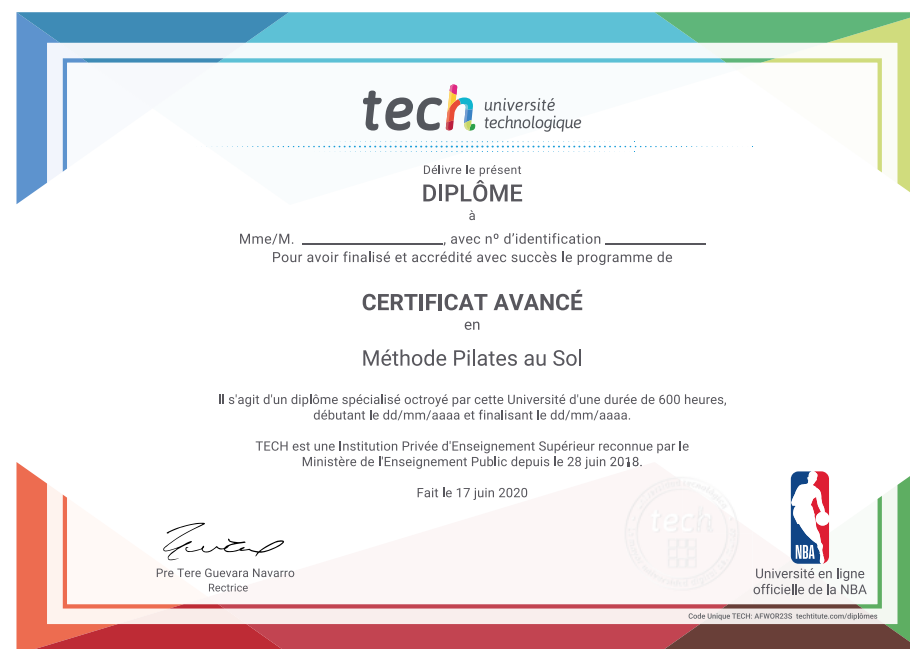 tech université
technologique
Délivre le présent
DIPLÔME
à
Mme/M. ____________________, avec nº d'identification ______________
Pour avoir finalisé et accrédité avec succès le programme de
CERTIFICAT AVANCÉ
en
Méthode Pilates au Sol
Il s'agit d'un diplôme spécialisé octroyé par cette Université d'une durée de 600 heures,
débutant le dd/mm/aaaa et finalisant le dd/mm/aaaa.
TECH est une Institution Privée d'Enseignement Supérieur reconnue par le
Ministère de l'Enseignement Public depuis le 28 juin 2018.
Fait le 17 juin 2020
tech
Pre Tere Guevara Navarro
Rectrice
NBA
Université en ligne
officielle de la NBA
Code Unique TECH: AFWOR23S techtitute.com/diplômes